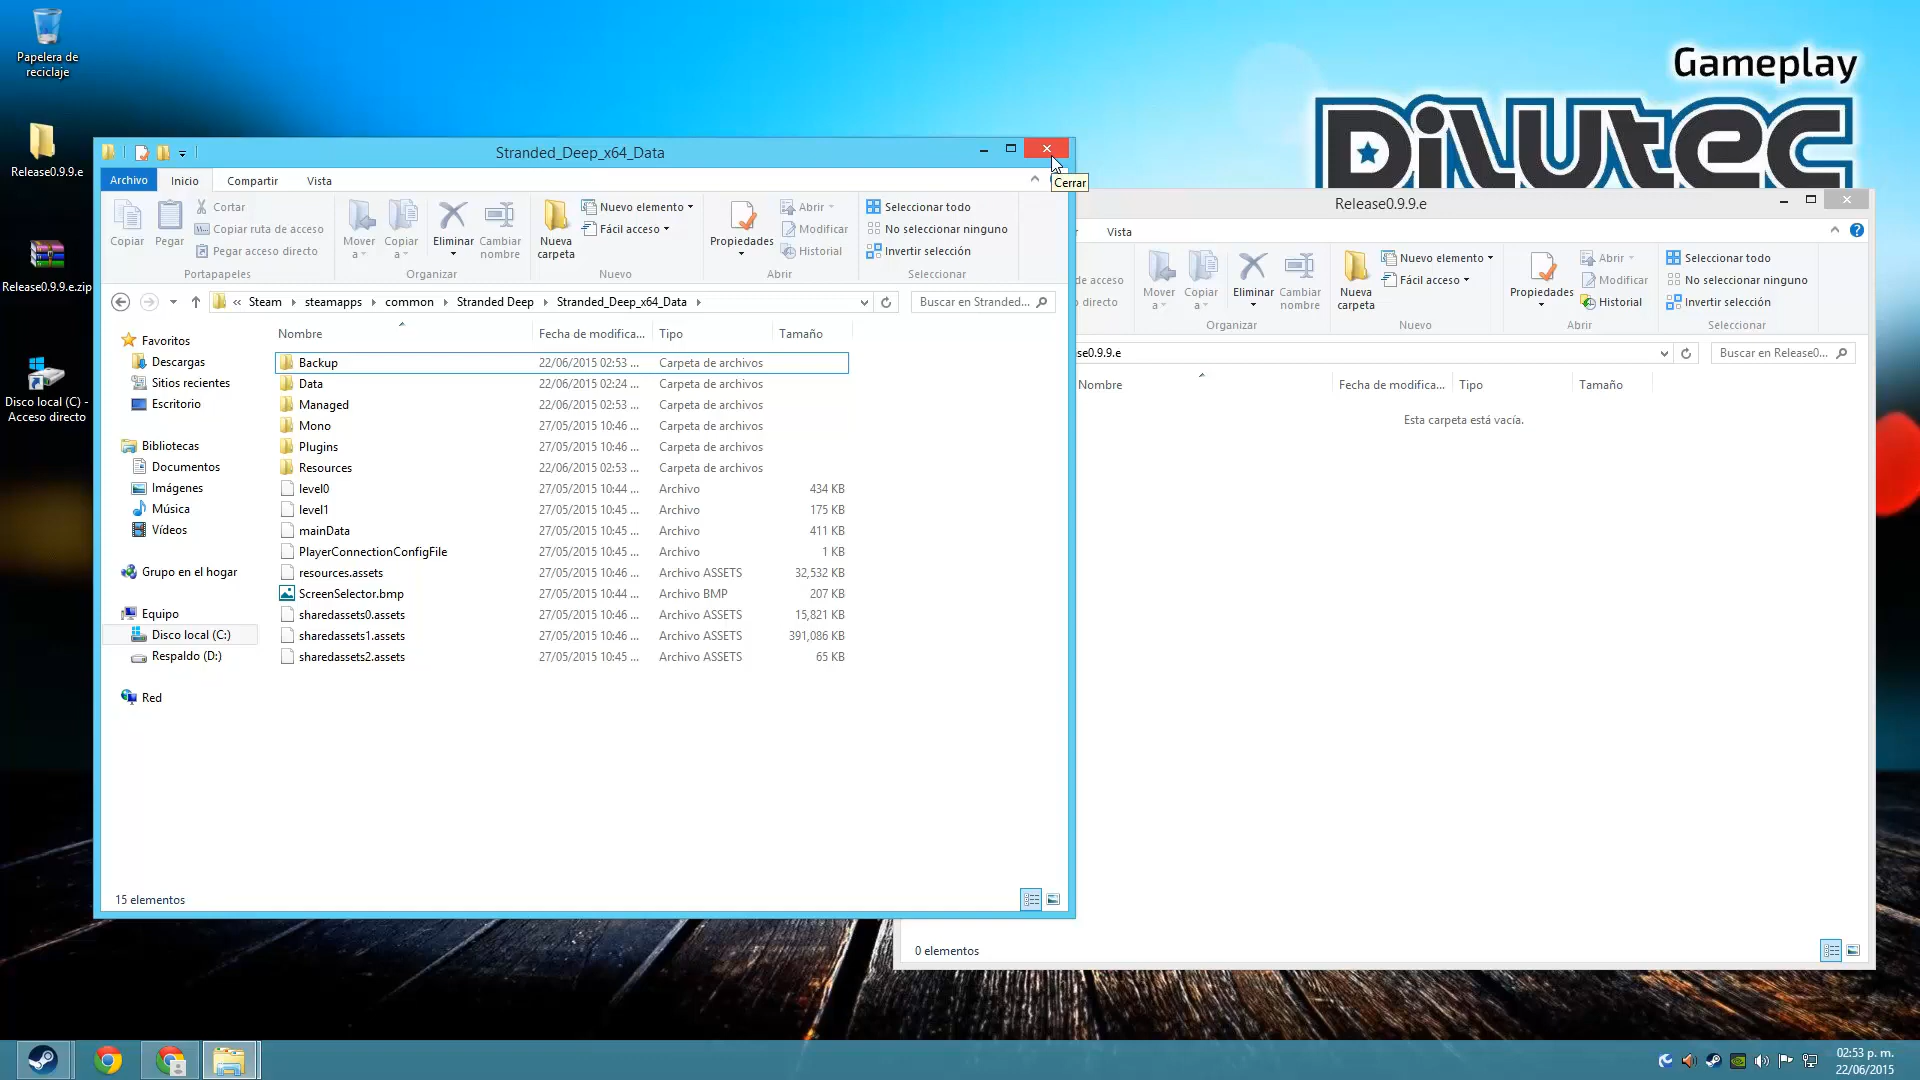 Papelera de
reciclaje
Release0.9.9.e
Release0.9.9.e.zip
Disco local (C) -
Acceso directo
Gameplay
Dilutec
Stranded_Deep_x64_Data
Archivo
Inicio
Compartir
Vista
Cerrar
Copiar
Pegar
Cortar
Copiar ruta de acceso
Pegar acceso directo
Portapapeles
Mover
a
Copiar
a
Eliminar
Cambiar
nombre
Organizar
Nueva
carpeta
Nuevo elemento
Fácil acceso
Nuevo
Propiedades
Abrir
Modificar
Historial
Abrir
Seleccionar todo
No seleccionar ninguno
Invertir selección
Seleccionar
« Steam
steamapps
common
Stranded Deep
Stranded_Deep_x64_Data
Buscar en Stranded...
Favoritos
Descargas
Sitios recientes
Escritorio
Bibliotecas
Documentos
Imágenes
Música
Vídeos
Grupo en el hogar
Equipo
Disco local (C:)
Respaldo (D:)
Red
Nombre Fecha de modifica... Tipo Tamaño
Backup 22/06/2015 02:53 ... Carpeta de archivos
Data 22/06/2015 02:24 ... Carpeta de archivos
Managed 22/06/2015 02:53 ... Carpeta de archivos
Mono 27/05/2015 10:46 ... Carpeta de archivos
Plugins 27/05/2015 10:46 ... Carpeta de archivos
Resources 22/06/2015 02:53 ... Carpeta de archivos
level0 27/05/2015 10:44 ... Archivo 434 KB
level1 27/05/2015 10:45 ... Archivo 175 KB
mainData 27/05/2015 10:45 ... Archivo 411 KB
PlayerConnectionConfigFile 27/05/2015 10:45 ... Archivo 1 KB
resources.assets 27/05/2015 10:46 ... Archivo ASSETS 32,532 KB
ScreenSelector.bmp 27/05/2015 10:44 ... Archivo BMP 207 KB
sharedassets0.assets 27/05/2015 10:46 ... Archivo ASSETS 15,821 KB
sharedassets1.assets 27/05/2015 10:46 ... Archivo ASSETS 391,086 KB
sharedassets2.assets 27/05/2015 10:45 ... Archivo ASSETS 65 KB
15 elementos
Release0.9.9.e
Vista
de acceso
directo
Mover
a
Copiar
a
Eliminar
Cambiar
nombre
Organizar
Nueva
carpeta
Nuevo elemento
Fácil acceso
Nuevo
Propiedades
Abrir
Modificar
Historial
Abrir
Seleccionar todo
No seleccionar ninguno
Invertir selección
Seleccionar
se0.9.9.e
Buscar en Release0...
Nombre Fecha de modifica... Tipo Tamaño
Esta carpeta está vacía.
0 elementos
02:53 p. m.
22/06/2015